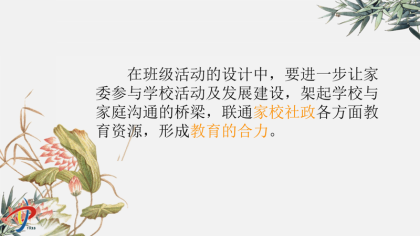 在班级活动的设计中，要进一步让家
委参与学校活动及发展建设，架起学校与
家庭沟通的桥梁，联通家校社政各方面教
育资源，形成教育的合力。